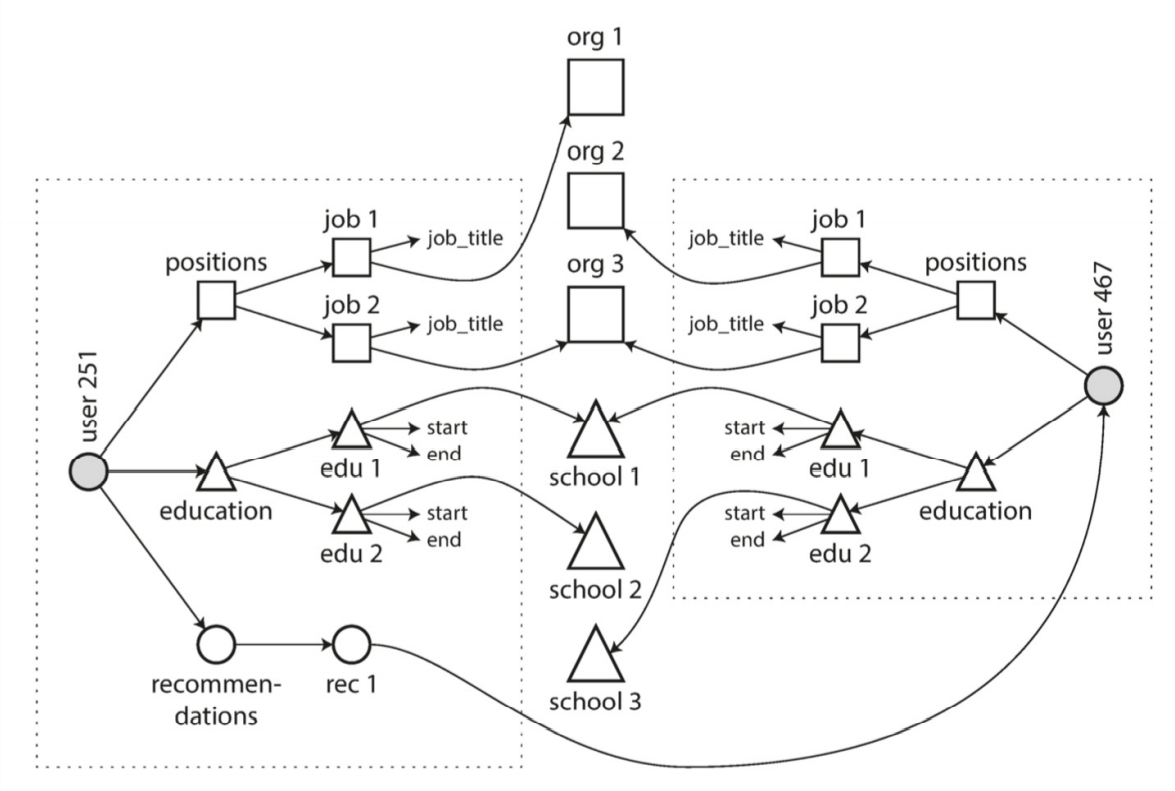 org 1
org 2
org 3
job 1
job_title
positions
job 2
job_title
user 251
edu 1
start
end
education
edu 2
start
end
recommen-
dations
rec 1
school 1
school 2
school 3
job 1
job_title
positions
job 2
job_title
user 467
start
end
edu 1
education
start
end
edu 2